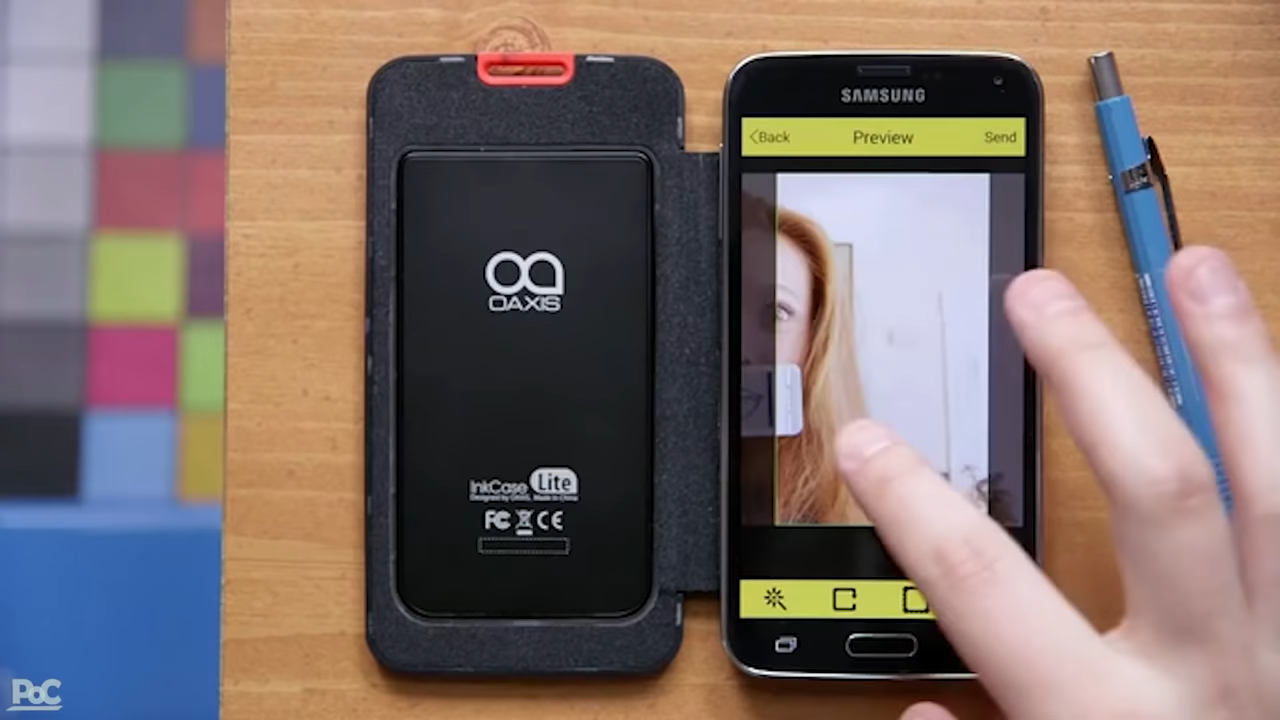 SAMSUNG
<Back
Preview
Send
OAXIS
InkCase Lite
Designed by OAXIS, Made in China
FC CE
PoC